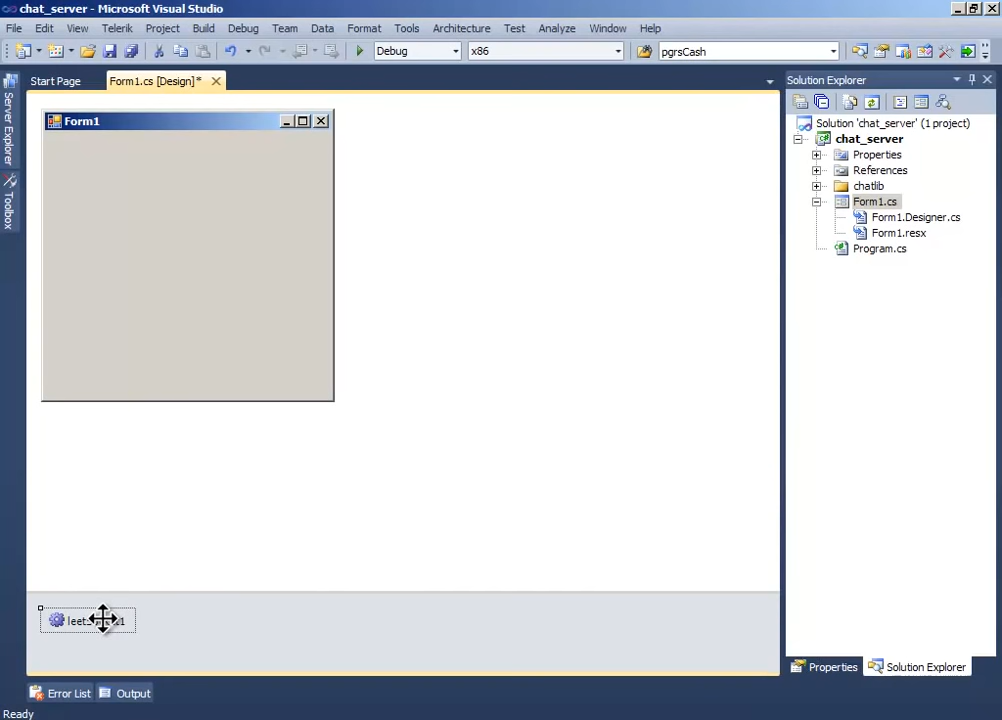 chat_server - Microsoft Visual Studio
File Edit View Telerik Project Build Debug Team Data Format Tools Architecture Test Analyze Window Help
Debug x86 pgrsCash
Server Explorer
Toolbox
Start Page Form1.cs [Design]*
Form1
Solution Explorer
Solution 'chat_server' (1 project)
chat_server
Properties
References
chatlib
Form1.cs
Form1.Designer.cs
Form1.resx
Program.cs
Properties Solution Explorer
Error List Output
Ready